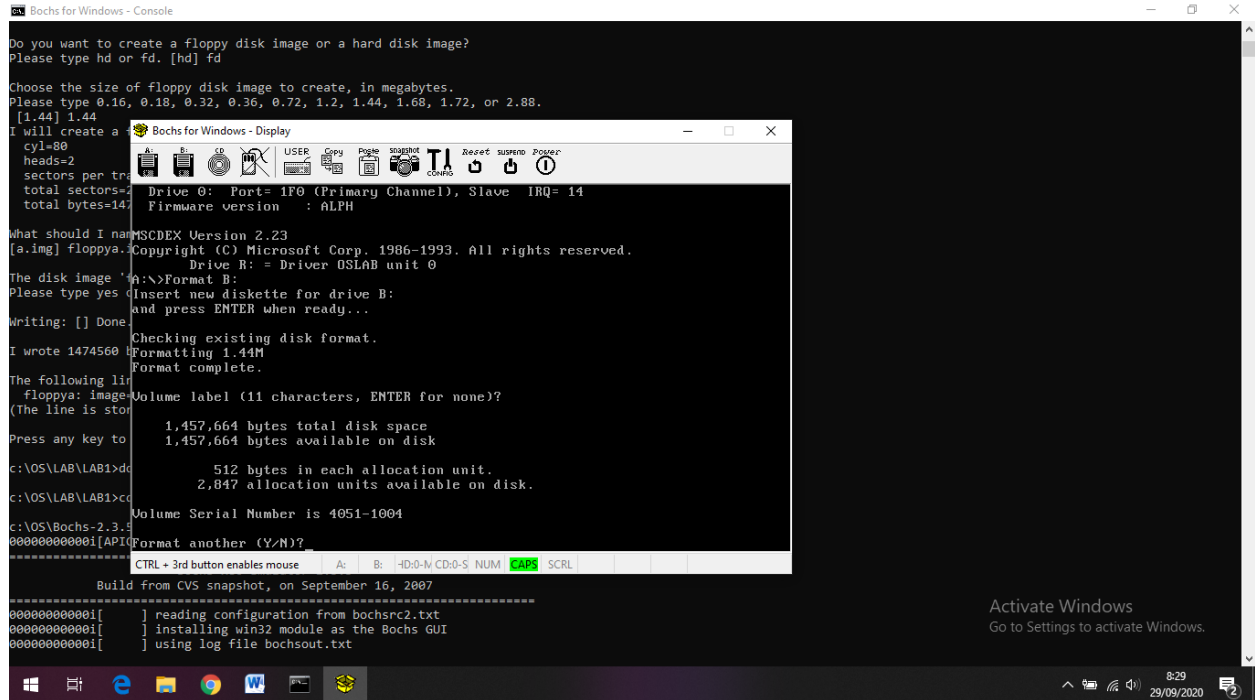 Bochs for Windows - Console
Do you want to create a floppy disk image or a hard disk image?
Please type hd or fd. [hd] fd
Choose the size of floppy disk image to create, in megabytes.
Please type 0.16, 0.18, 0.32, 0.36, 0.72, 1.2, 1.44, 1.68, 1.72, or 2.88.
[1.44] 1.44
I will create a f
cyl=80
heads=2
sectors per tra
total sectors=2
total bytes=147
What should I nam
[a.img] floppya.i
The disk image 'f
Please type yes o
Writing: [] Done.
I wrote 1474560 b
The following lin
floppya: image=
(The line is stor
Press any key to
c:\OS\LAB\LAB1>do
c:\OS\LAB\LAB1>cd
c:\OS\Bochs-2.3.5
00000000000i[APIC
Bochs for Windows - Display
A: B: CD USER Copy Paste snapshot CONFIG Reset SUSPEND Power
Drive 0: Port= 1F0 (Primary Channel), Slave IRQ= 14
Firmware version : ALPH
MSCDEX Version 2.23
Copyright (C) Microsoft Corp. 1986-1993. All rights reserved.
Drive R: = Driver OSLAB unit 0
A:\>Format B:
Insert new diskette for drive B:
and press ENTER when ready...
Checking existing disk format.
Formatting 1.44M
Format complete.
Volume label (11 characters, ENTER for none)?
1,457,664 bytes total disk space
1,457,664 bytes available on disk
512 bytes in each allocation unit.
2,847 allocation units available on disk.
Volume Serial Number is 4051-1004
Format another (Y/N)?_
CTRL + 3rd button enables mouse A: B: HD:0-M CD:0-S NUM CAPS SCRL
Build from CVS snapshot, on September 16, 2007
========================================================================
00000000000i[ ] reading configuration from bochsrc2.txt
00000000000i[ ] installing win32 module as the Bochs GUI
00000000000i[ ] using log file bochsout.txt
Activate Windows
Go to Settings to activate Windows.
8:29
29/09/2020
2